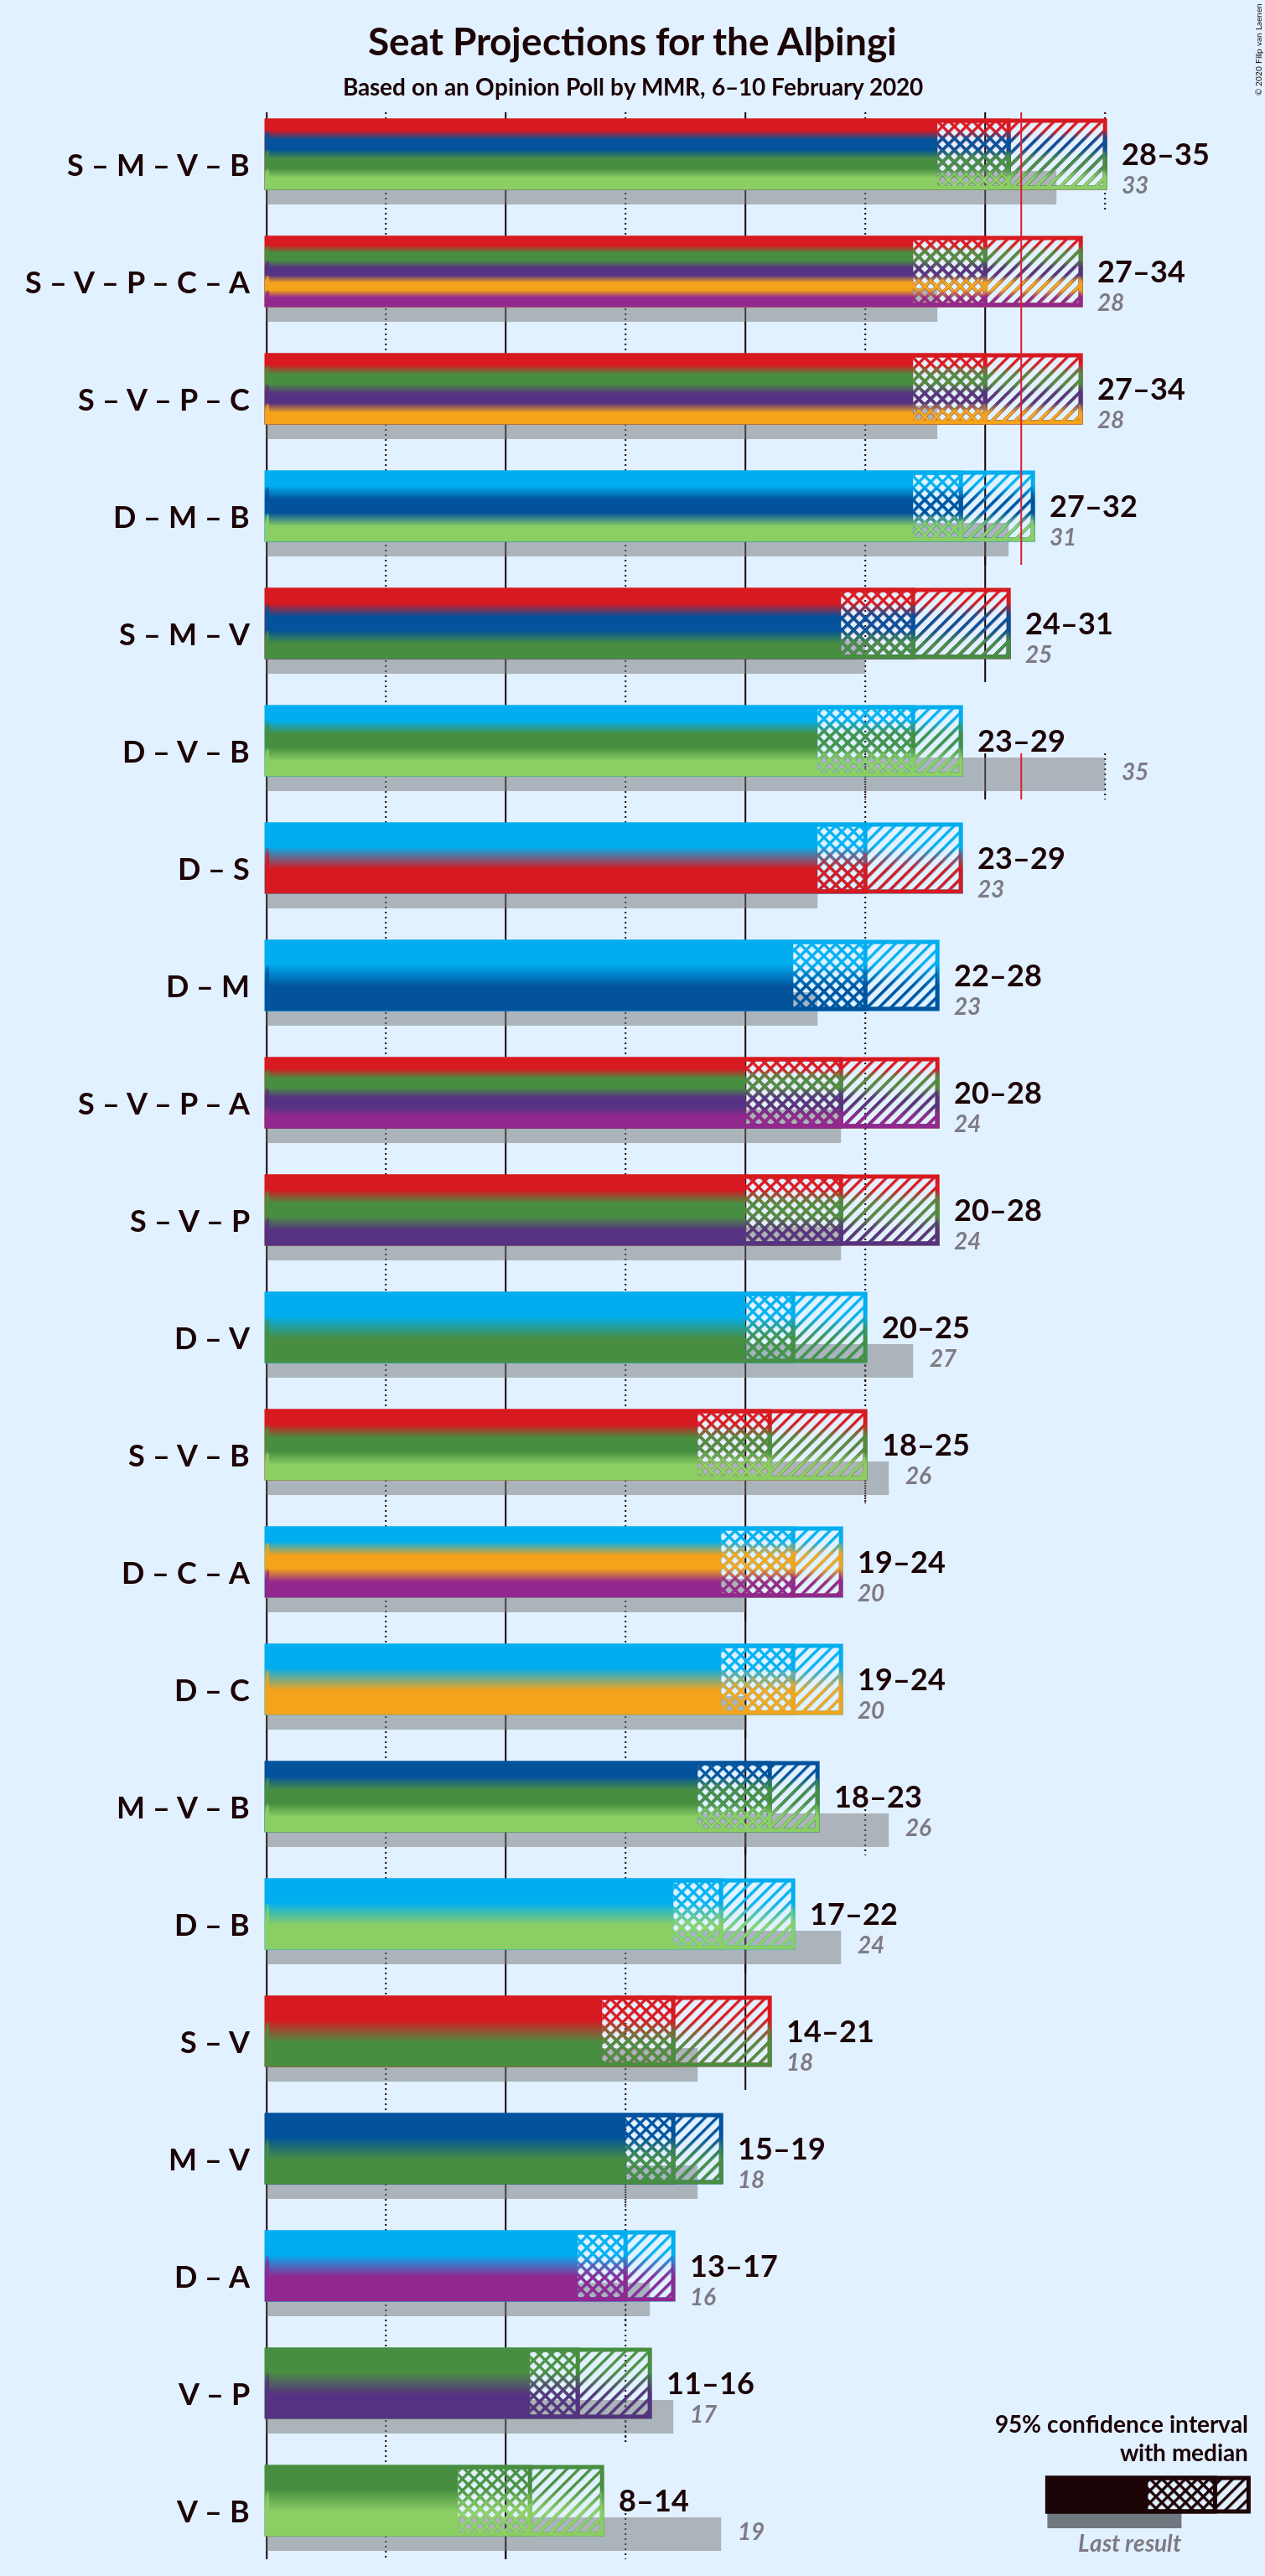 Seat Projections for the Alþingi
Based on an Opinion Poll by MMR, 6–10 February 2020
© 2020 Filip van Laenen
S – M – V – B
28–35
33
S – V – P – C – A
27–34
28
S – V – P – C
27–34
28
D – M – B
27–32
31
S – M – V
24–31
25
D – V – B
23–29
35
D – S
23–29
23
D – M
22–28
23
S – V – P – A
20–28
24
S – V – P
20–28
24
D – V
20–25
27
S – V – B
18–25
26
D – C – A
19–24
20
D – C
19–24
20
M – V – B
18–23
26
D – B
17–22
24
S – V
14–21
18
M – V
15–19
18
D – A
13–17
16
V – P
11–16
17
V – B
8–14
19
95% confidence interval
with median
Last result